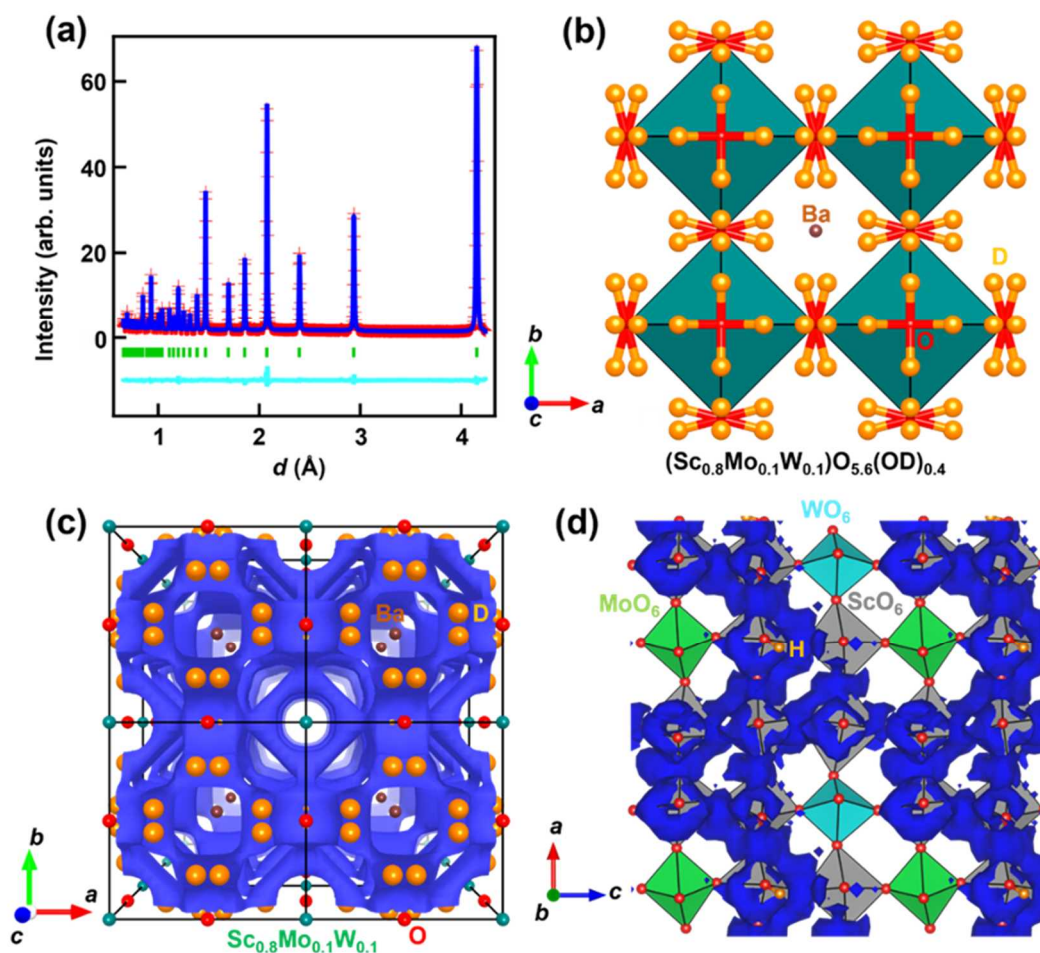 (a)
60
40
20
0
Intensity (arb. units)
1 2 3 4
d (Å)
(b)
Ba
D
O
b
a
c
(Sc0.8Mo0.1W0.1)O5.6(OD)0.4
(c)
Ba
D
b
a
c
Sc0.8Mo0.1W0.1
O
(d)
WO6
MoO6
ScO6
H
a
b
c